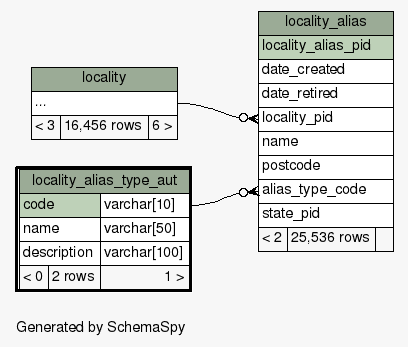 locality_alias
locality_alias_pid
date_created
date_retired
locality_pid
name
postcode
alias_type_code
state_pid
< 2 25,536 rows
locality
...
< 3 16,456 rows 6 >
locality_alias_type_aut
code varchar[10]
name varchar[50]
description varchar[100]
< 0 2 rows 1 >
Generated by SchemaSpy